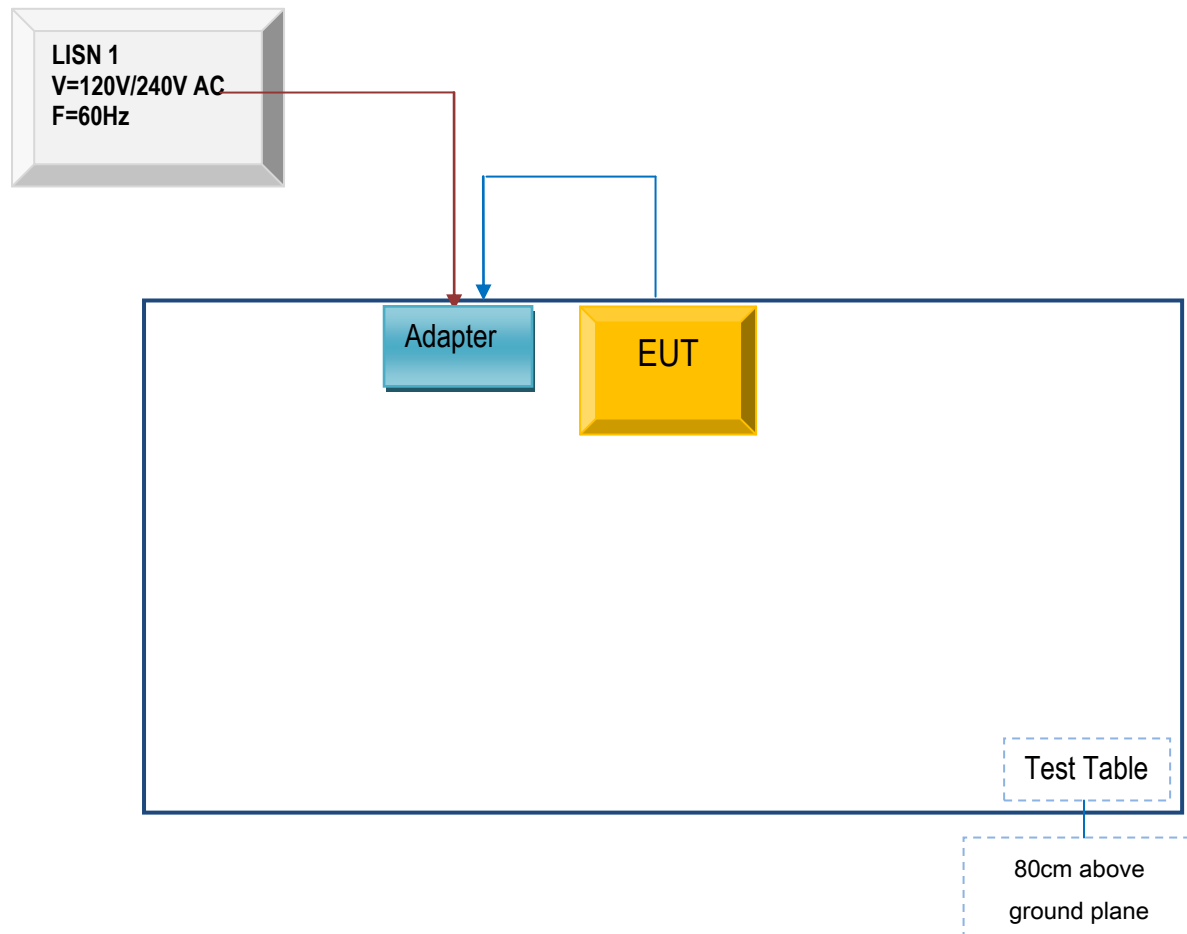 LISN 1
V=120V/240V AC
F=60Hz
Adapter
EUT
Test Table
80cm above
ground plane